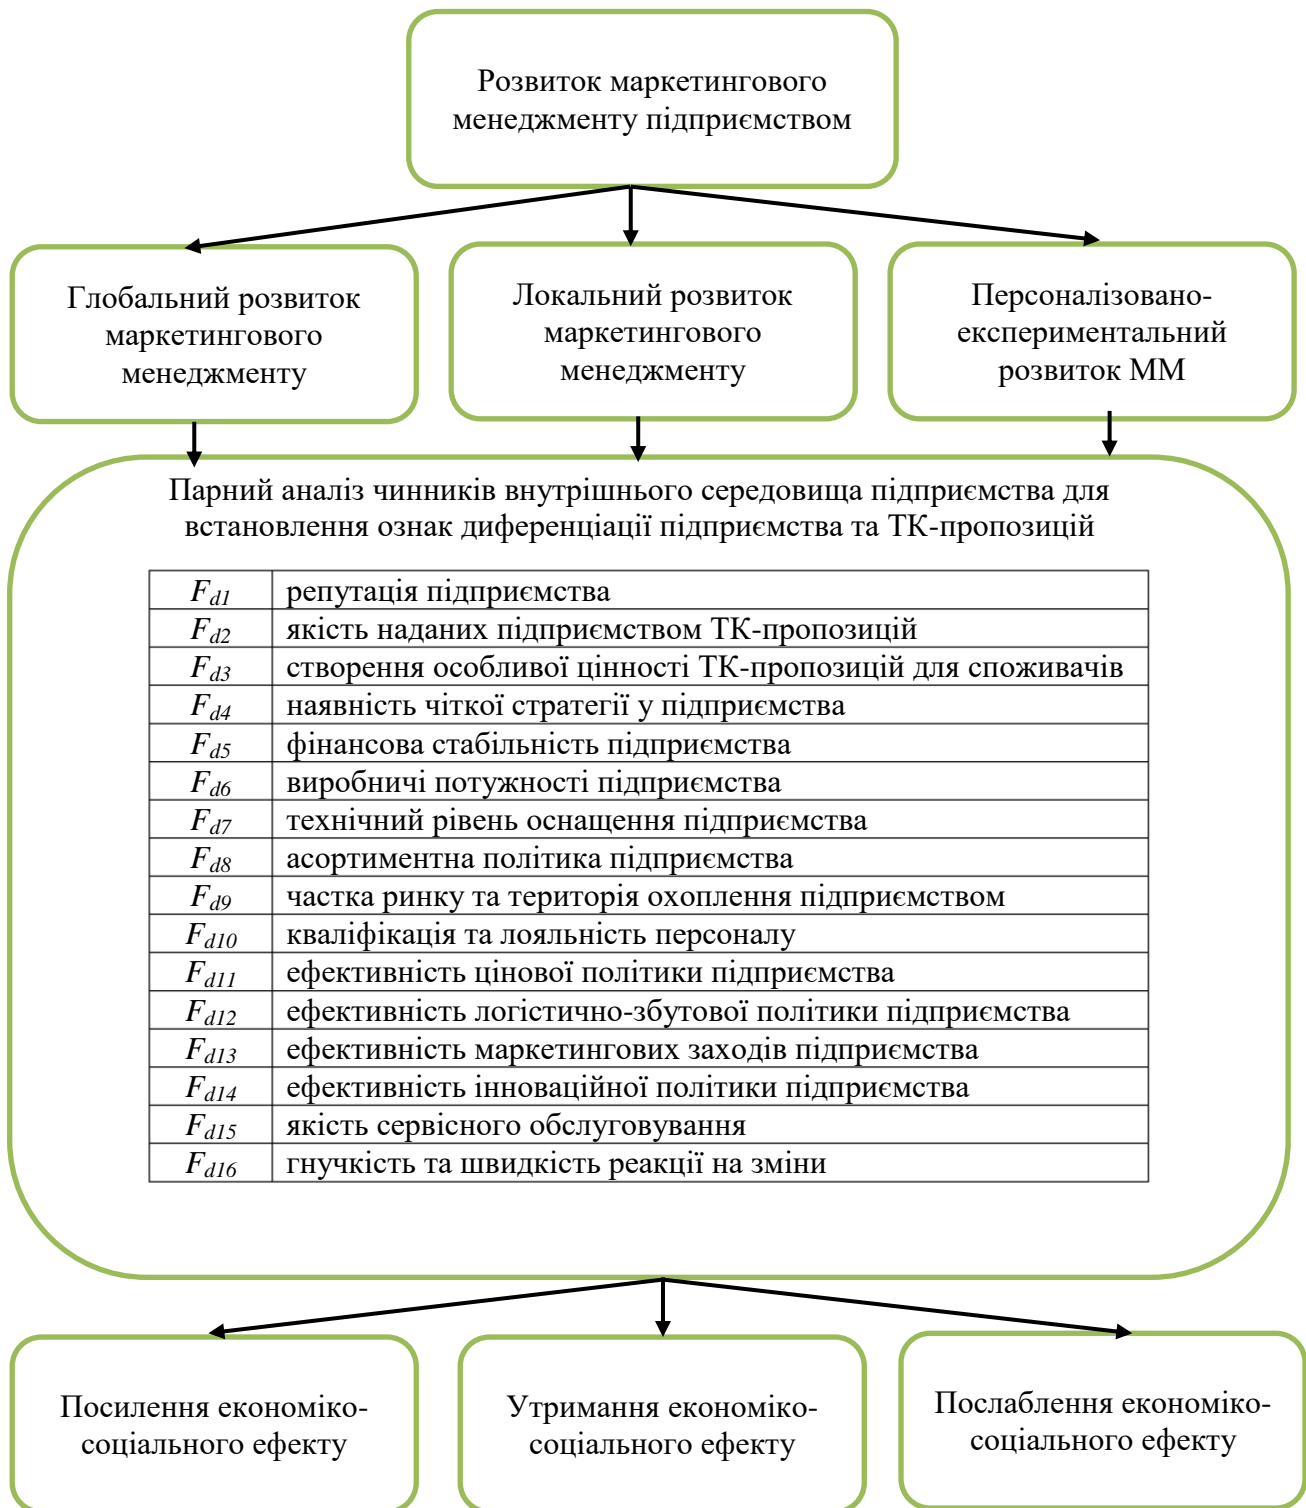 Розвиток маркетингового
менеджменту підприємством
Глобальний розвиток
маркетингового
менеджменту
Локальний розвиток
маркетингового
менеджменту
Персоналізовано-
експериментальний
розвиток ММ
Парний аналіз чинників внутрішнього середовища підприємства для
встановлення ознак диференціації підприємства та ТК-пропозицій
Fd1 репутація підприємства
Fd2 якість наданих підприємством ТК-пропозицій
Fd3 створення особливої цінності ТК-пропозицій для споживачів
Fd4 наявність чіткої стратегії у підприємства
Fd5 фінансова стабільність підприємства
Fd6 виробничі потужності підприємства
Fd7 технічний рівень оснащення підприємства
Fd8 асортиментна політика підприємства
Fd9 частка ринку та територія охоплення підприємством
Fd10 кваліфікація та лояльність персоналу
Fd11 ефективність цінової політики підприємства
Fd12 ефективність логістично-збутової політики підприємства
Fd13 ефективність маркетингових заходів підприємства
Fd14 ефективність інноваційної політики підприємства
Fd15 якість сервісного обслуговування
Fd16 гнучкість та швидкість реакції на зміни
Посилення економіко-
соціального ефекту
Утримання економіко-
соціального ефекту
Послаблення економіко-
соціального ефекту